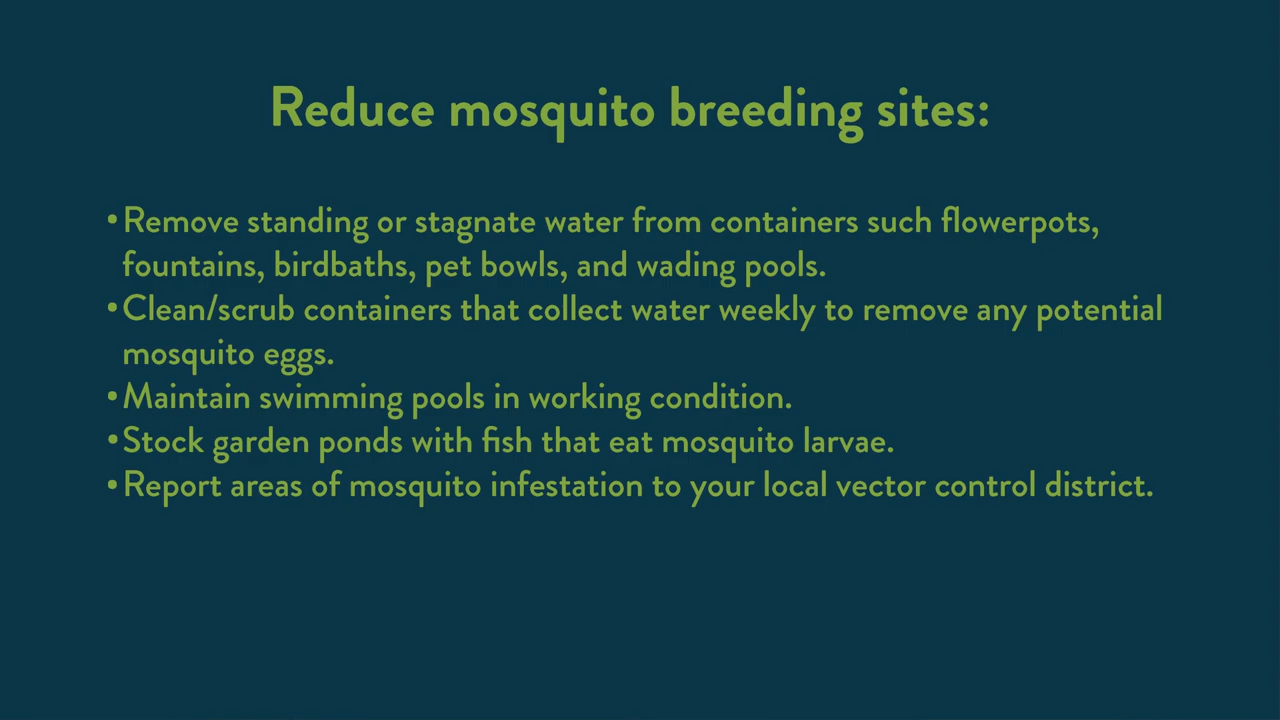 Reduce mosquito breeding sites:
•Remove standing or stagnate water from containers such flowerpots,
fountains, birdbaths, pet bowls, and wading pools.
•Clean/scrub containers that collect water weekly to remove any potential
mosquito eggs.
•Maintain swimming pools in working condition.
•Stock garden ponds with fish that eat mosquito larvae.
•Report areas of mosquito infestation to your local vector control district.